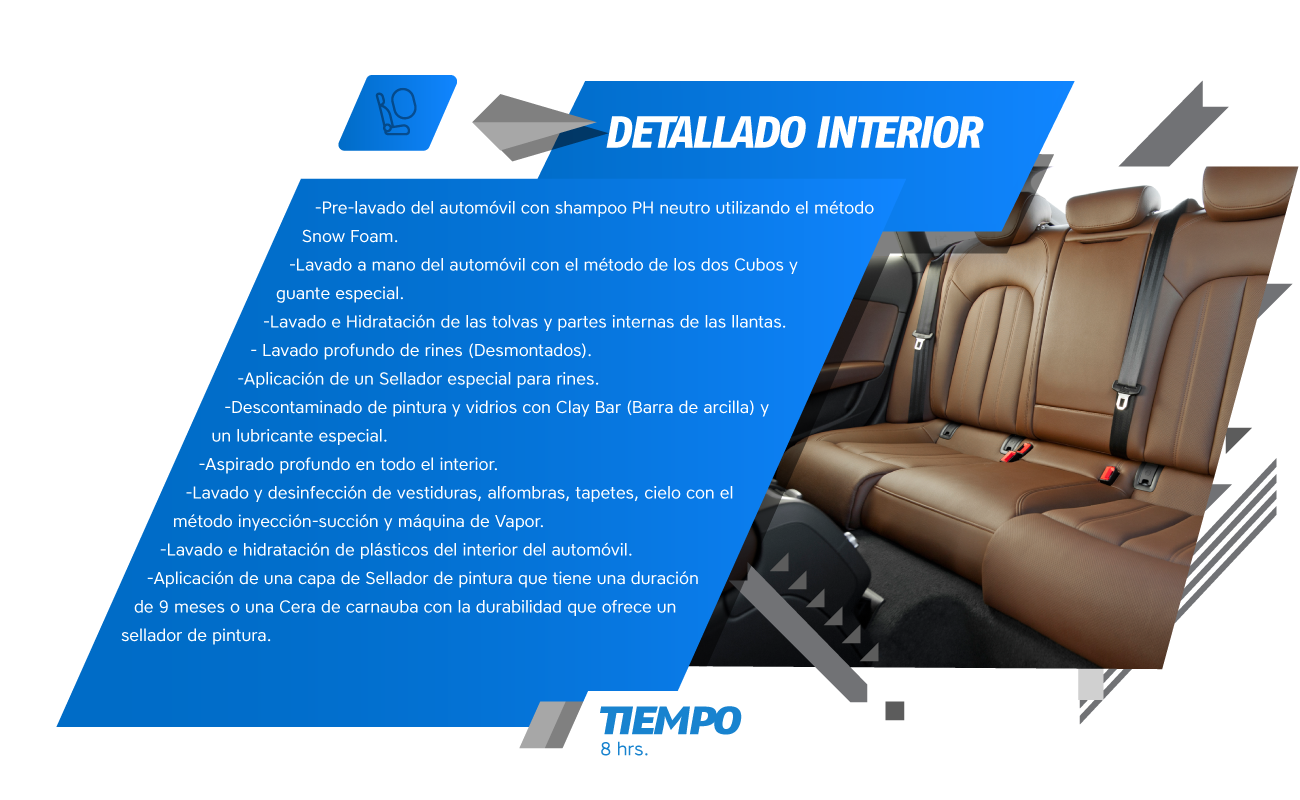 DETALLADO INTERIOR
-Pre-lavado del automóvil con shampoo PH neutro utilizando el método
Snow Foam.
-Lavado a mano del automóvil con el método de los dos Cubos y
guante especial.
-Lavado e Hidratación de las tolvas y partes internas de las llantas.
- Lavado profundo de rines (Desmontados).
-Aplicación de un Sellador especial para rines.
-Descontaminado de pintura y vidrios con Clay Bar (Barra de arcilla) y
un lubricante especial.
-Aspirado profundo en todo el interior.
-Lavado y desinfección de vestiduras, alfombras, tapetes, cielo con el
método inyección-succión y máquina de Vapor.
-Lavado e hidratación de plásticos del interior del automóvil.
-Aplicación de una capa de Sellador de pintura que tiene una duración
de 9 meses o una Cera de carnauba con la durabilidad que ofrece un
sellador de pintura.
TIEMPO
8 hrs.